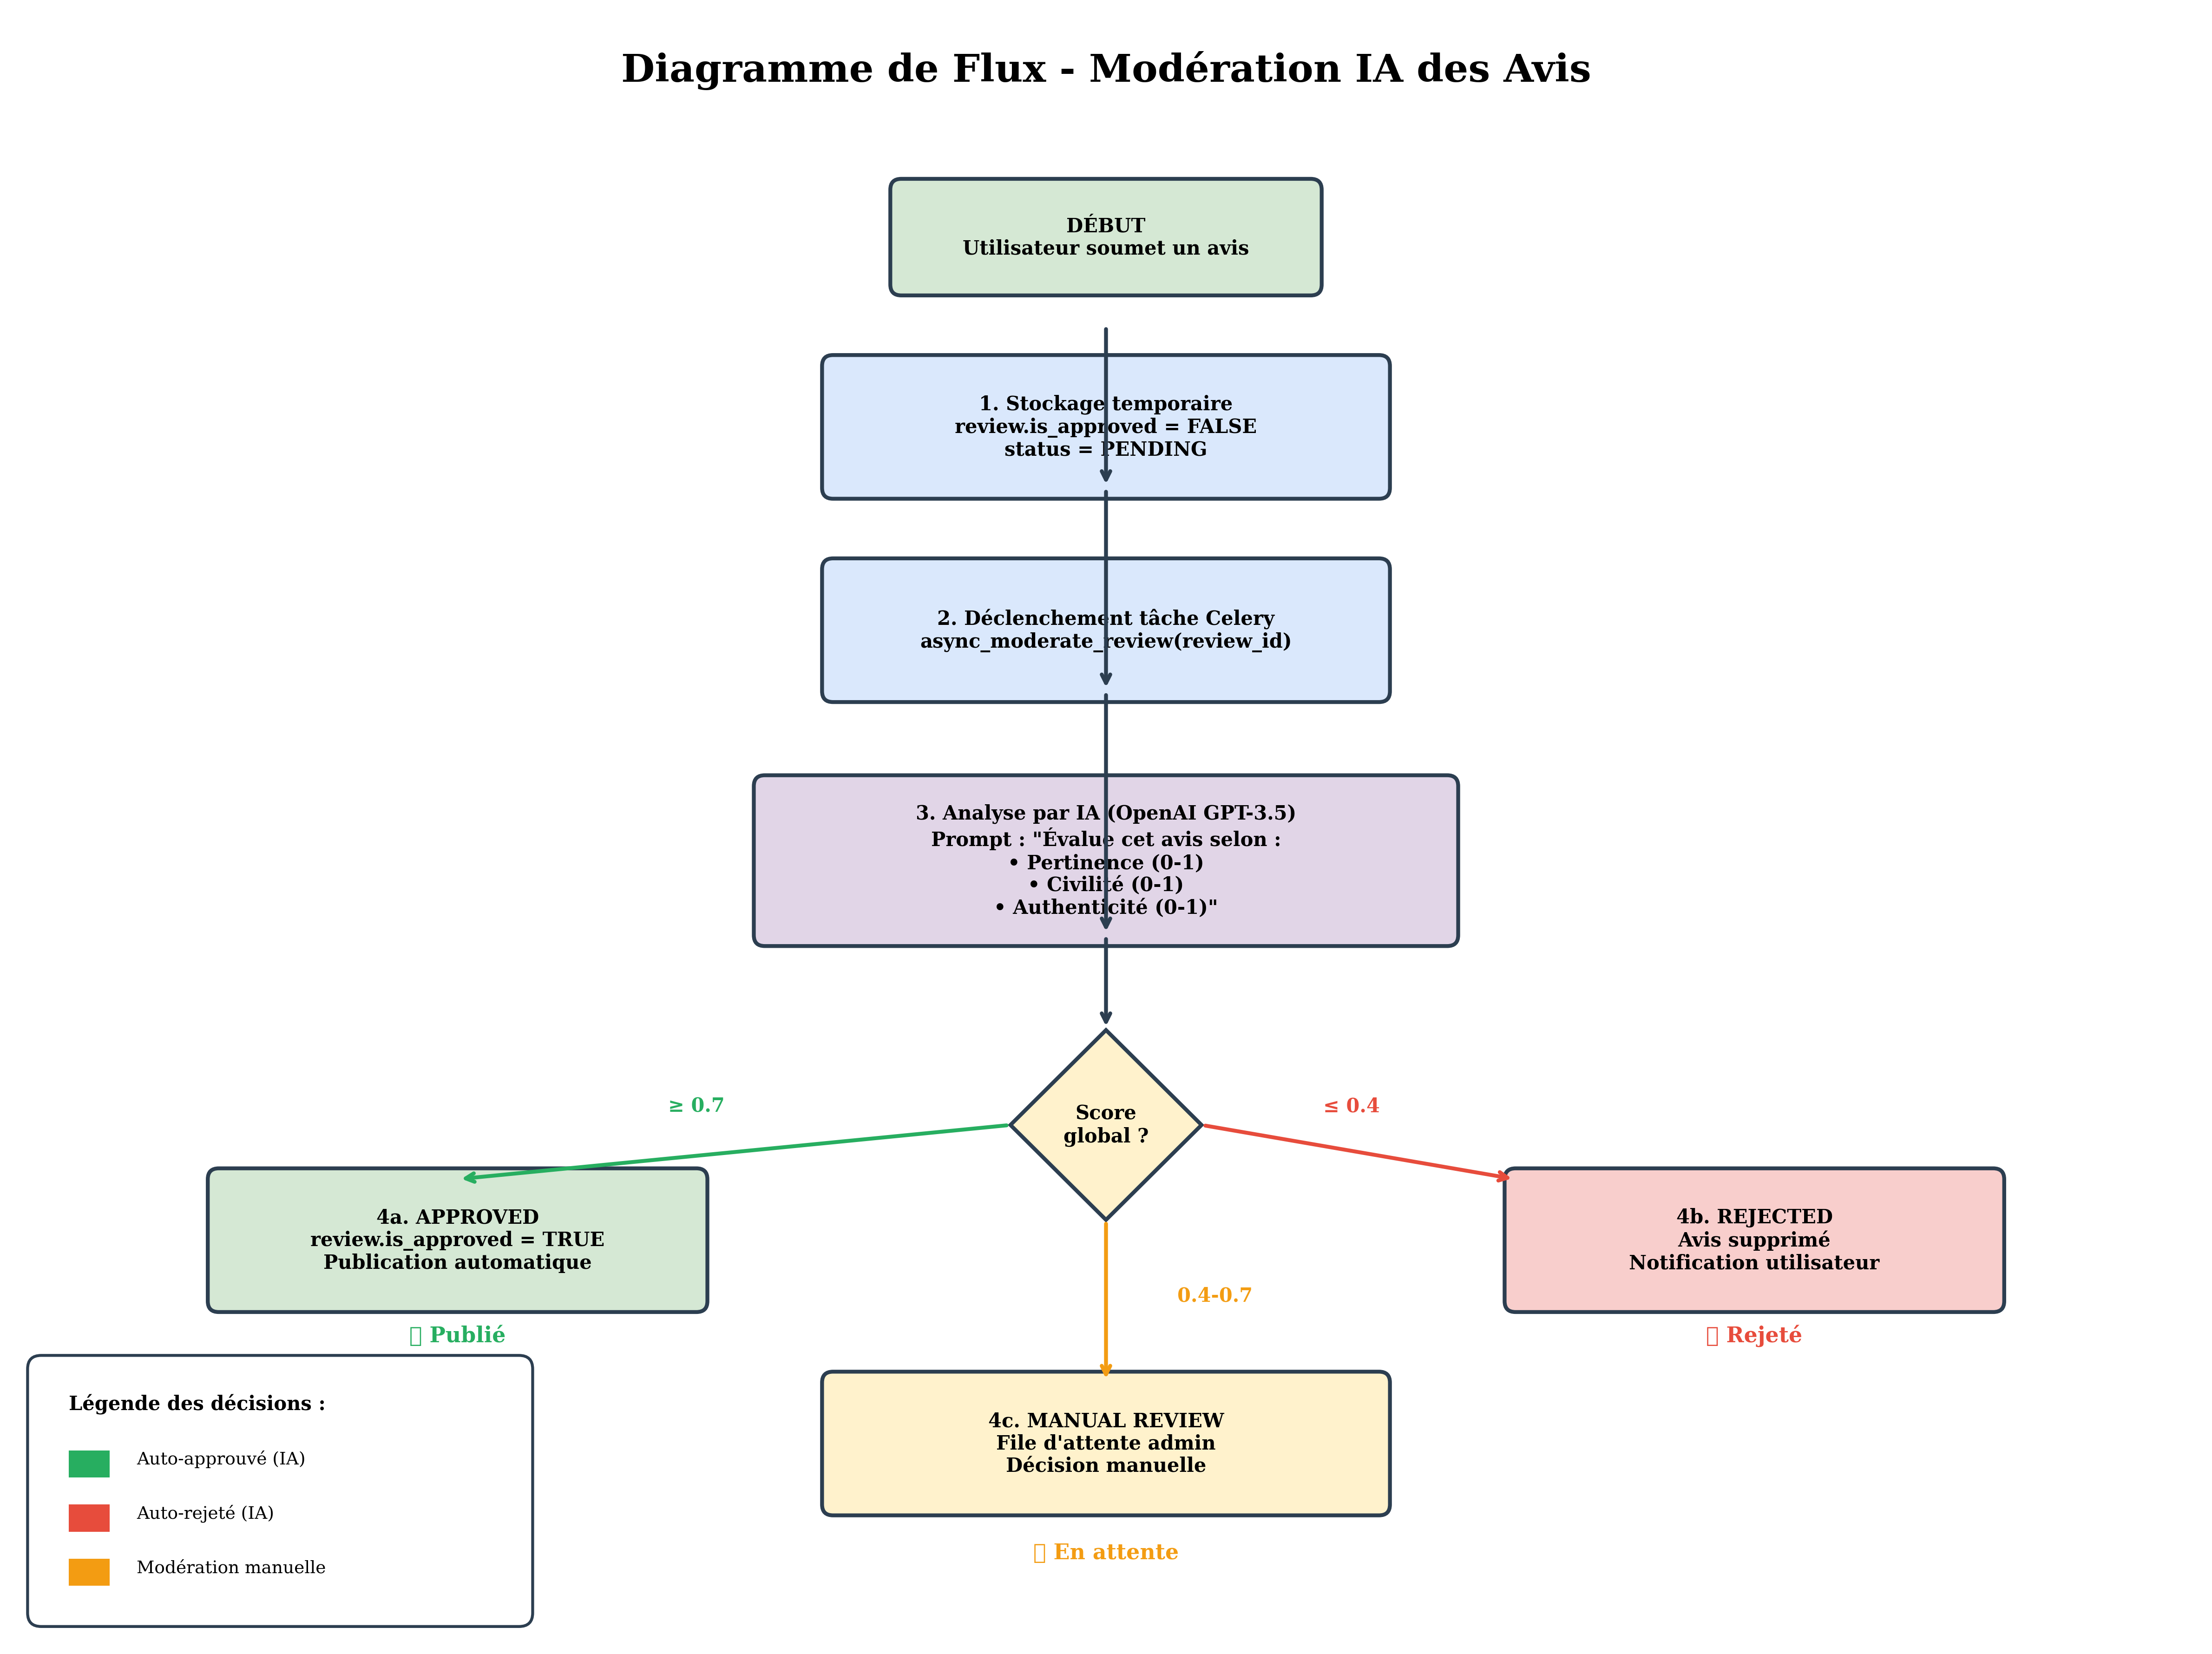 Diagramme de Flux - Modération IA des Avis
DÉBUT
Utilisateur soumet un avis
1. Stockage temporaire
review.is_approved = FALSE
status = PENDING
2. Déclenchement tâche Celery
async_moderate_review(review_id)
3. Analyse par IA (OpenAI GPT-3.5)
Prompt : "Évalue cet avis selon :
• Pertinence (0-1)
• Civilité (0-1)
• Authenticité (0-1)"
Score
global ?
≥ 0.7
≤ 0.4
4a. APPROVED
review.is_approved = TRUE
Publication automatique
Publié
4b. REJECTED
Avis supprimé
Notification utilisateur
Rejeté
0.4-0.7
4c. MANUAL REVIEW
File d'attente admin
Décision manuelle
En attente
Légende des décisions :
Auto-approuvé (IA)
Auto-rejeté (IA)
Modération manuelle